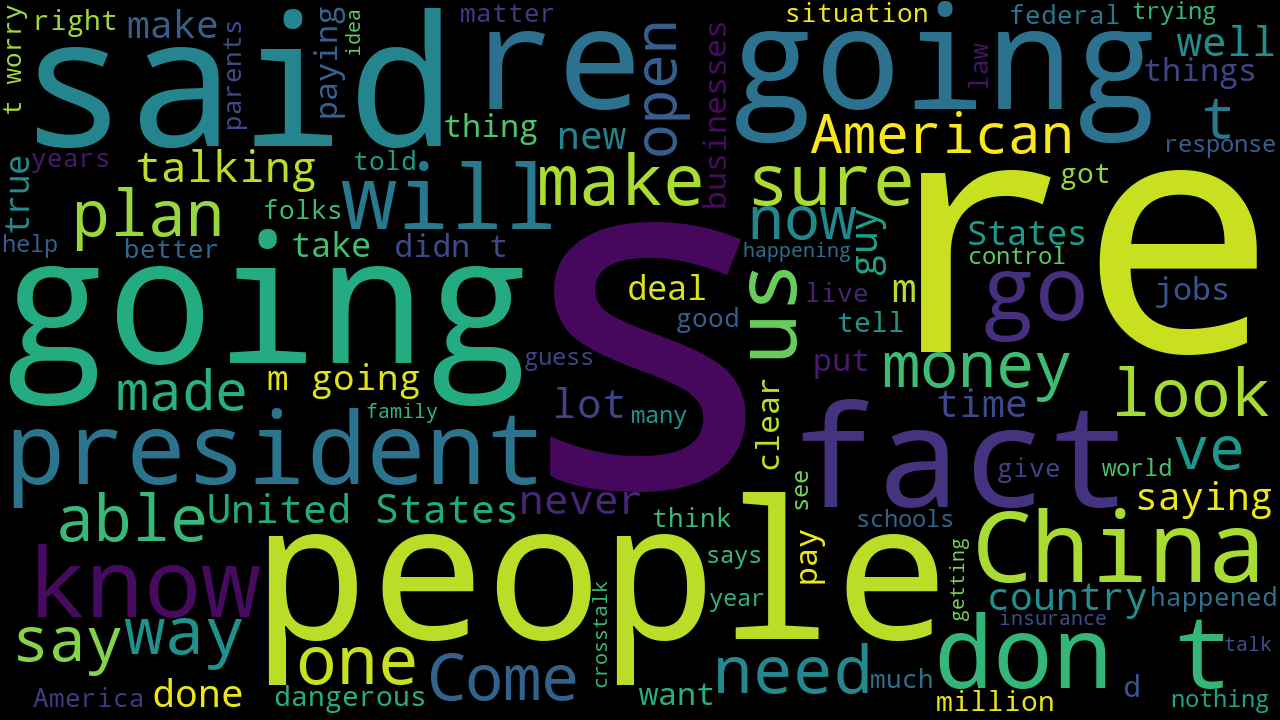 t worry
right
make
said
parents
paying
idea
matter
re
going
situation
federal
trying
law
well
things
t
response
open
businesses
American
thing
new
years
talking
told
true
plan
folks
will
make sure
got
help
better
take
didn t
now
guy
happening
States
control
re
going
s
deal
us
live
m
go
jobs
good
tell
made
m going
guess
put
money
look
family
lot
many
clear
time
president
fact
ve
give
world
saying
see
able
United States
never
think
schools
China
people
know
says
pay
getting
year
country
happened
say
way
crosstalk
insurance
one
need
don t
talk
Come
much
d
America
done
dangerous
want
million
nothing